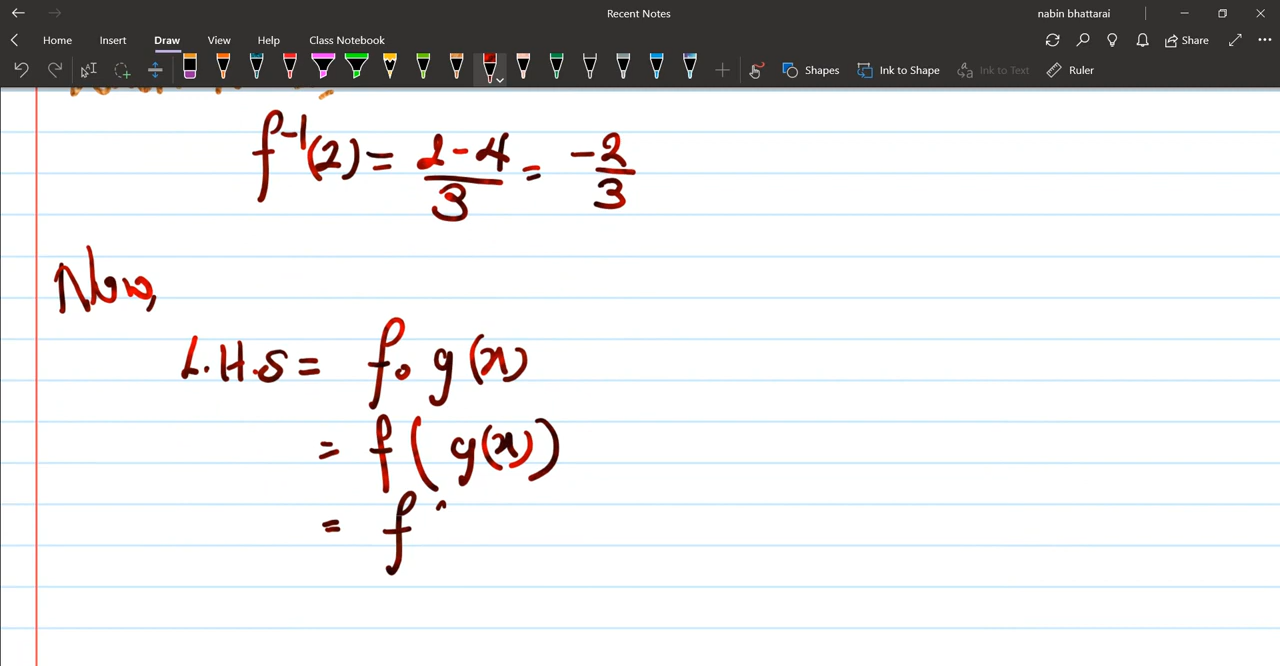 Recent Notes
nabin bhattarai
Home Insert Draw View Help Class Notebook
Share
Shapes Ink to Shape Ink to Text Ruler
f⁻¹(2) = 2-4/3 = -2/3
Now,
L.H.S = fo g(x)
= f( g(x))
= f